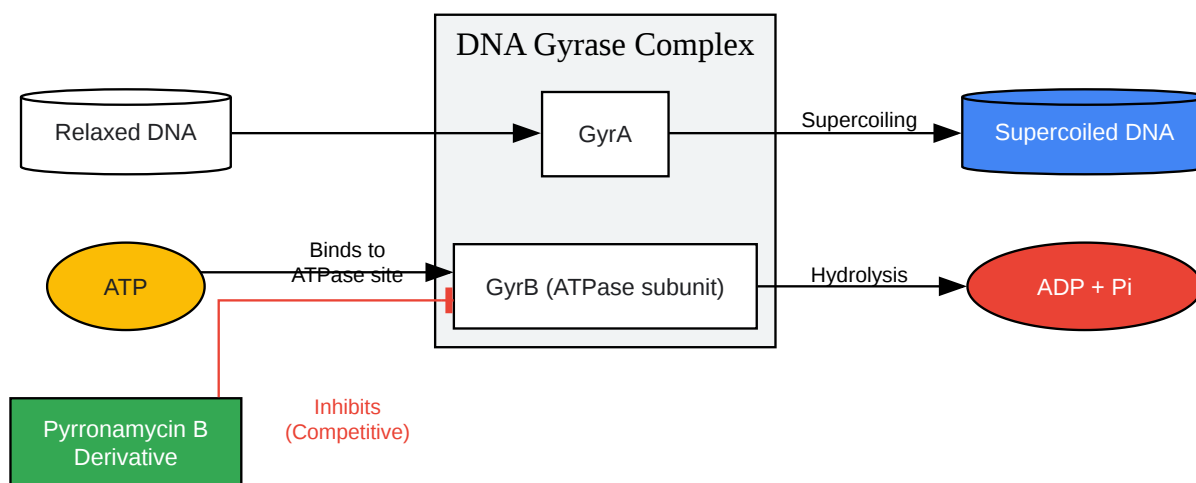 DNA Gyrase Complex
Relaxed DNA
GyrA
Supercoiling
Supercoiled DNA
ATP
Binds to
ATPase site
GyrB (ATPase subunit)
Hydrolysis
ADP + Pi
Pyrronamycin B
Derivative
Inhibits
(Competitive)